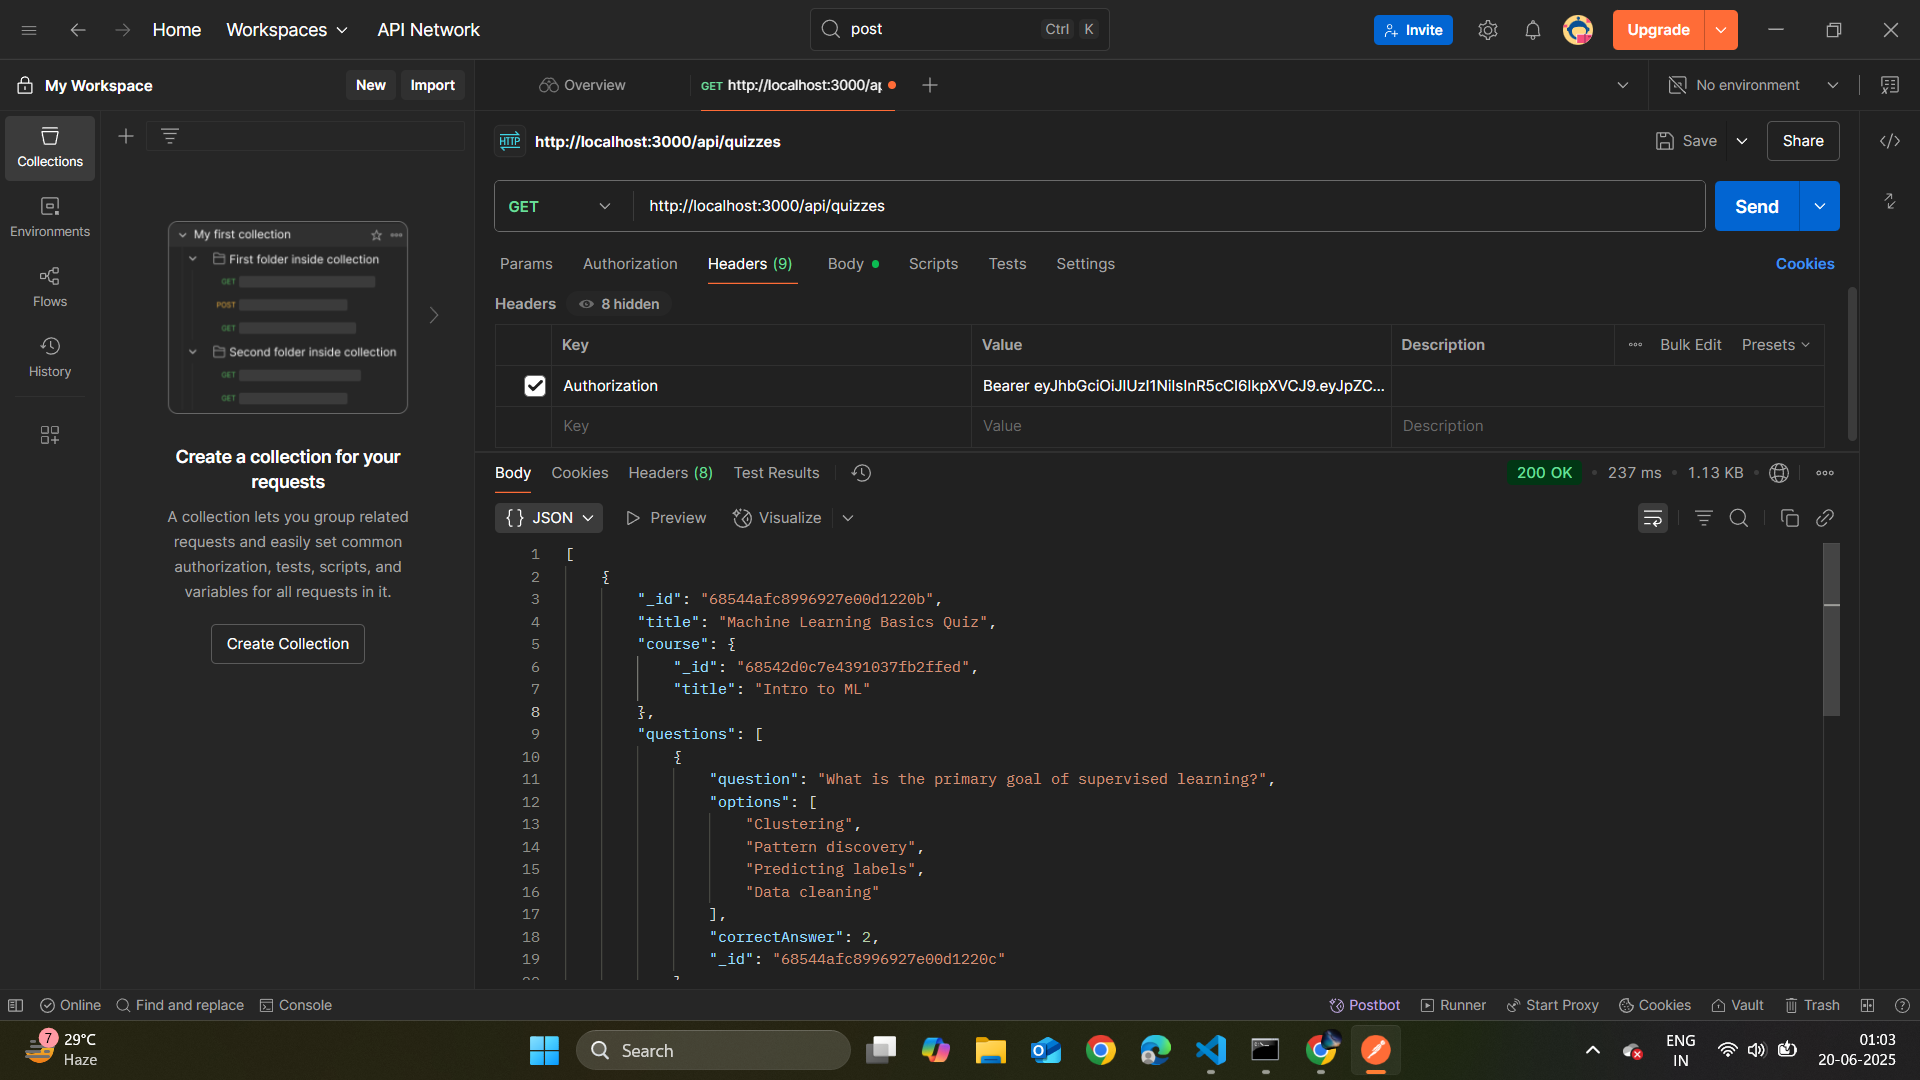 Home
Workspaces
API Network
post
Ctrl K
Invite
Upgrade
My Workspace
New
Import
Overview
GET http://localhost:3000/ap
No environment
Collections
Environments
Flows
History
My first collection
First folder inside collection
GET
POST
GET
Second folder inside collection
GET
GET
Create a collection for your
requests
A collection lets you group related
requests and easily set common
authorization, tests, scripts, and
variables for all requests in it.
Create Collection
HTTP http://localhost:3000/api/quizzes
Save
Share
GET
http://localhost:3000/api/quizzes
Send
Params
Authorization
Headers (9)
Body
Scripts
Tests
Settings
Cookies
Headers
8 hidden
Key
Value
Description
Bulk Edit
Presets
Authorization
Bearer eyJhbGciOiJIUzI1NiIsInR5cCI6IkpXVCJ9.eyJpZC...
Key
Value
Description
Body
Cookies
Headers (8)
Test Results
200 OK
237 ms
1.13 KB
{} JSON
Preview
Visualize
1 [
2 {
3 "_id": "68544afc8996927e00d1220b",
4 "title": "Machine Learning Basics Quiz",
5 "course": {
6 "_id": "68542d0c7e4391037fb2ffed",
7 "title": "Intro to ML"
8 },
9 "questions": [
10 {
11 "question": "What is the primary goal of supervised learning?",
12 "options": [
13 "Clustering",
14 "Pattern discovery",
15 "Predicting labels",
16 "Data cleaning"
17 ],
18 "correctAnswer": 2,
19 "_id": "68544afc8996927e00d1220c"
Online
Find and replace
Console
Postbot
Runner
Start Proxy
Cookies
Vault
Trash
7
29°C
Haze
Search
ENG
IN
01:03
20-06-2025